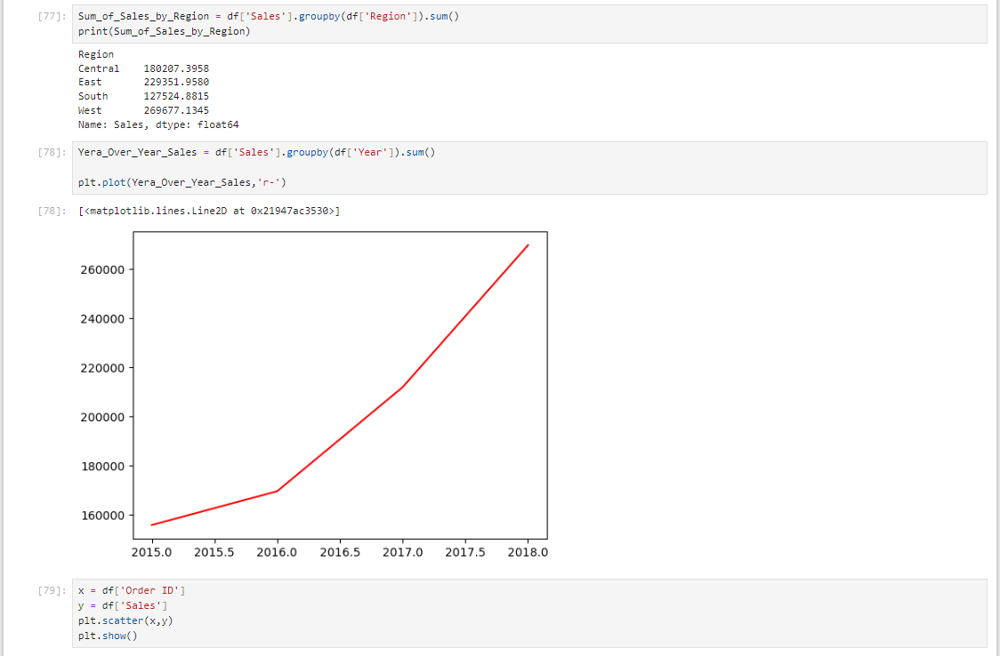 [77]: Sum_of_Sales_by_Region = df['Sales'].groupby(df['Region']).sum()
print(Sum_of_Sales_by_Region)
Region
Central    180207.3958
East       229351.9580
South      127524.8815
West       269677.1345
Name: Sales, dtype: float64
[78]: Yera_Over_Year_Sales = df['Sales'].groupby(df['Year']).sum()
plt.plot(Yera_Over_Year_Sales,'r-')
[78]: [<matplotlib.lines.Line2D at 0x21947ac3530>]
260000
240000
220000
200000
180000
160000
2015.0 2015.5 2016.0 2016.5 2017.0 2017.5 2018.0
[79]: x = df['Order ID']
y = df['Sales']
plt.scatter(x,y)
plt.show()